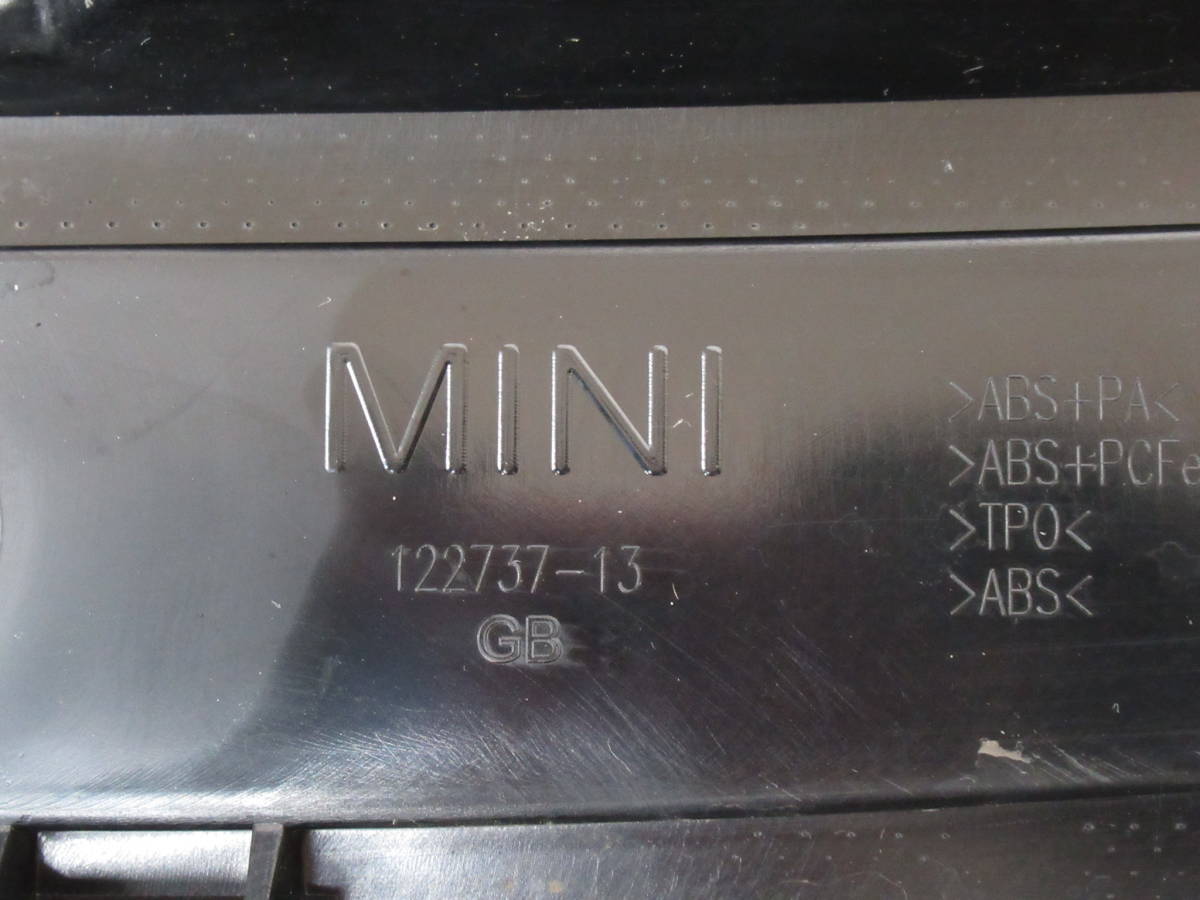 MINI
122737-13
GB
>ABS+PA<
>ABS+PCFe
>TPO<
>ABS<